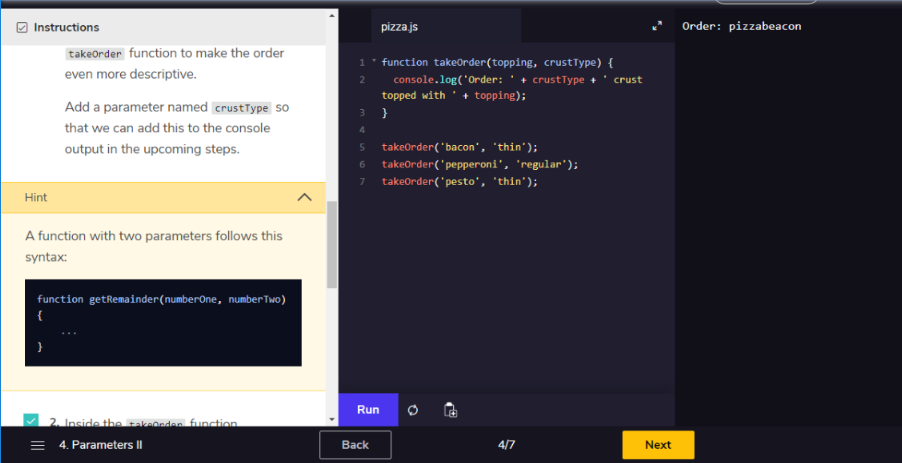 Instructions
takeOrder function to make the order
even more descriptive.
Add a parameter named crustType so
that we can add this to the console
output in the upcoming steps.
Hint
A function with two parameters follows this
syntax:
function getRemainder(numberOne, numberTwo)
{
...
}
2. Inside the takeOrder function
pizza.js
1 function takeOrder(topping, crustType) {
2 console.log('Order: ' + crustType + ' crust
topped with ' + topping);
3 }
4
5 takeOrder('bacon', 'thin');
6 takeOrder('pepperoni', 'regular');
7 takeOrder('pesto', 'thin');
Run
Order: pizzabeacon
4. Parameters II
Back
4/7
Next